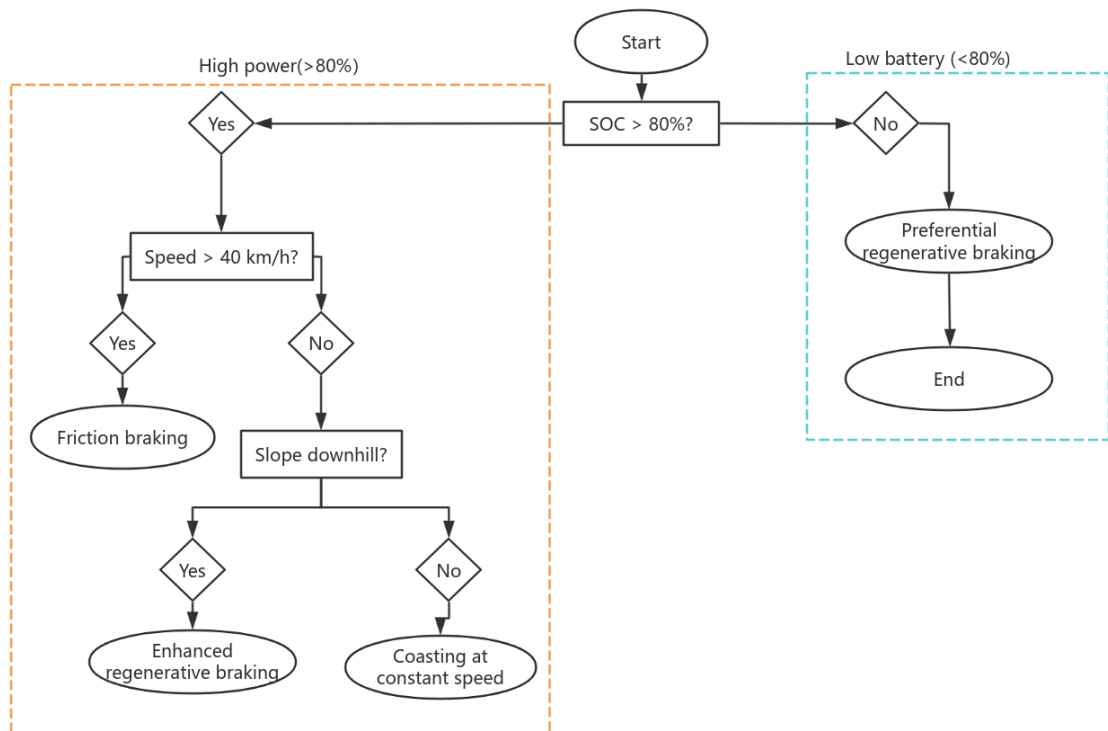 Start
High power(>80%)
Low battery (<80%)
Yes
SOC > 80%?
No
Speed > 40 km/h?
Preferential
regenerative braking
Yes
No
End
Friction braking
Slope downhill?
Yes
No
Enhanced
regenerative braking
Coasting at
constant speed